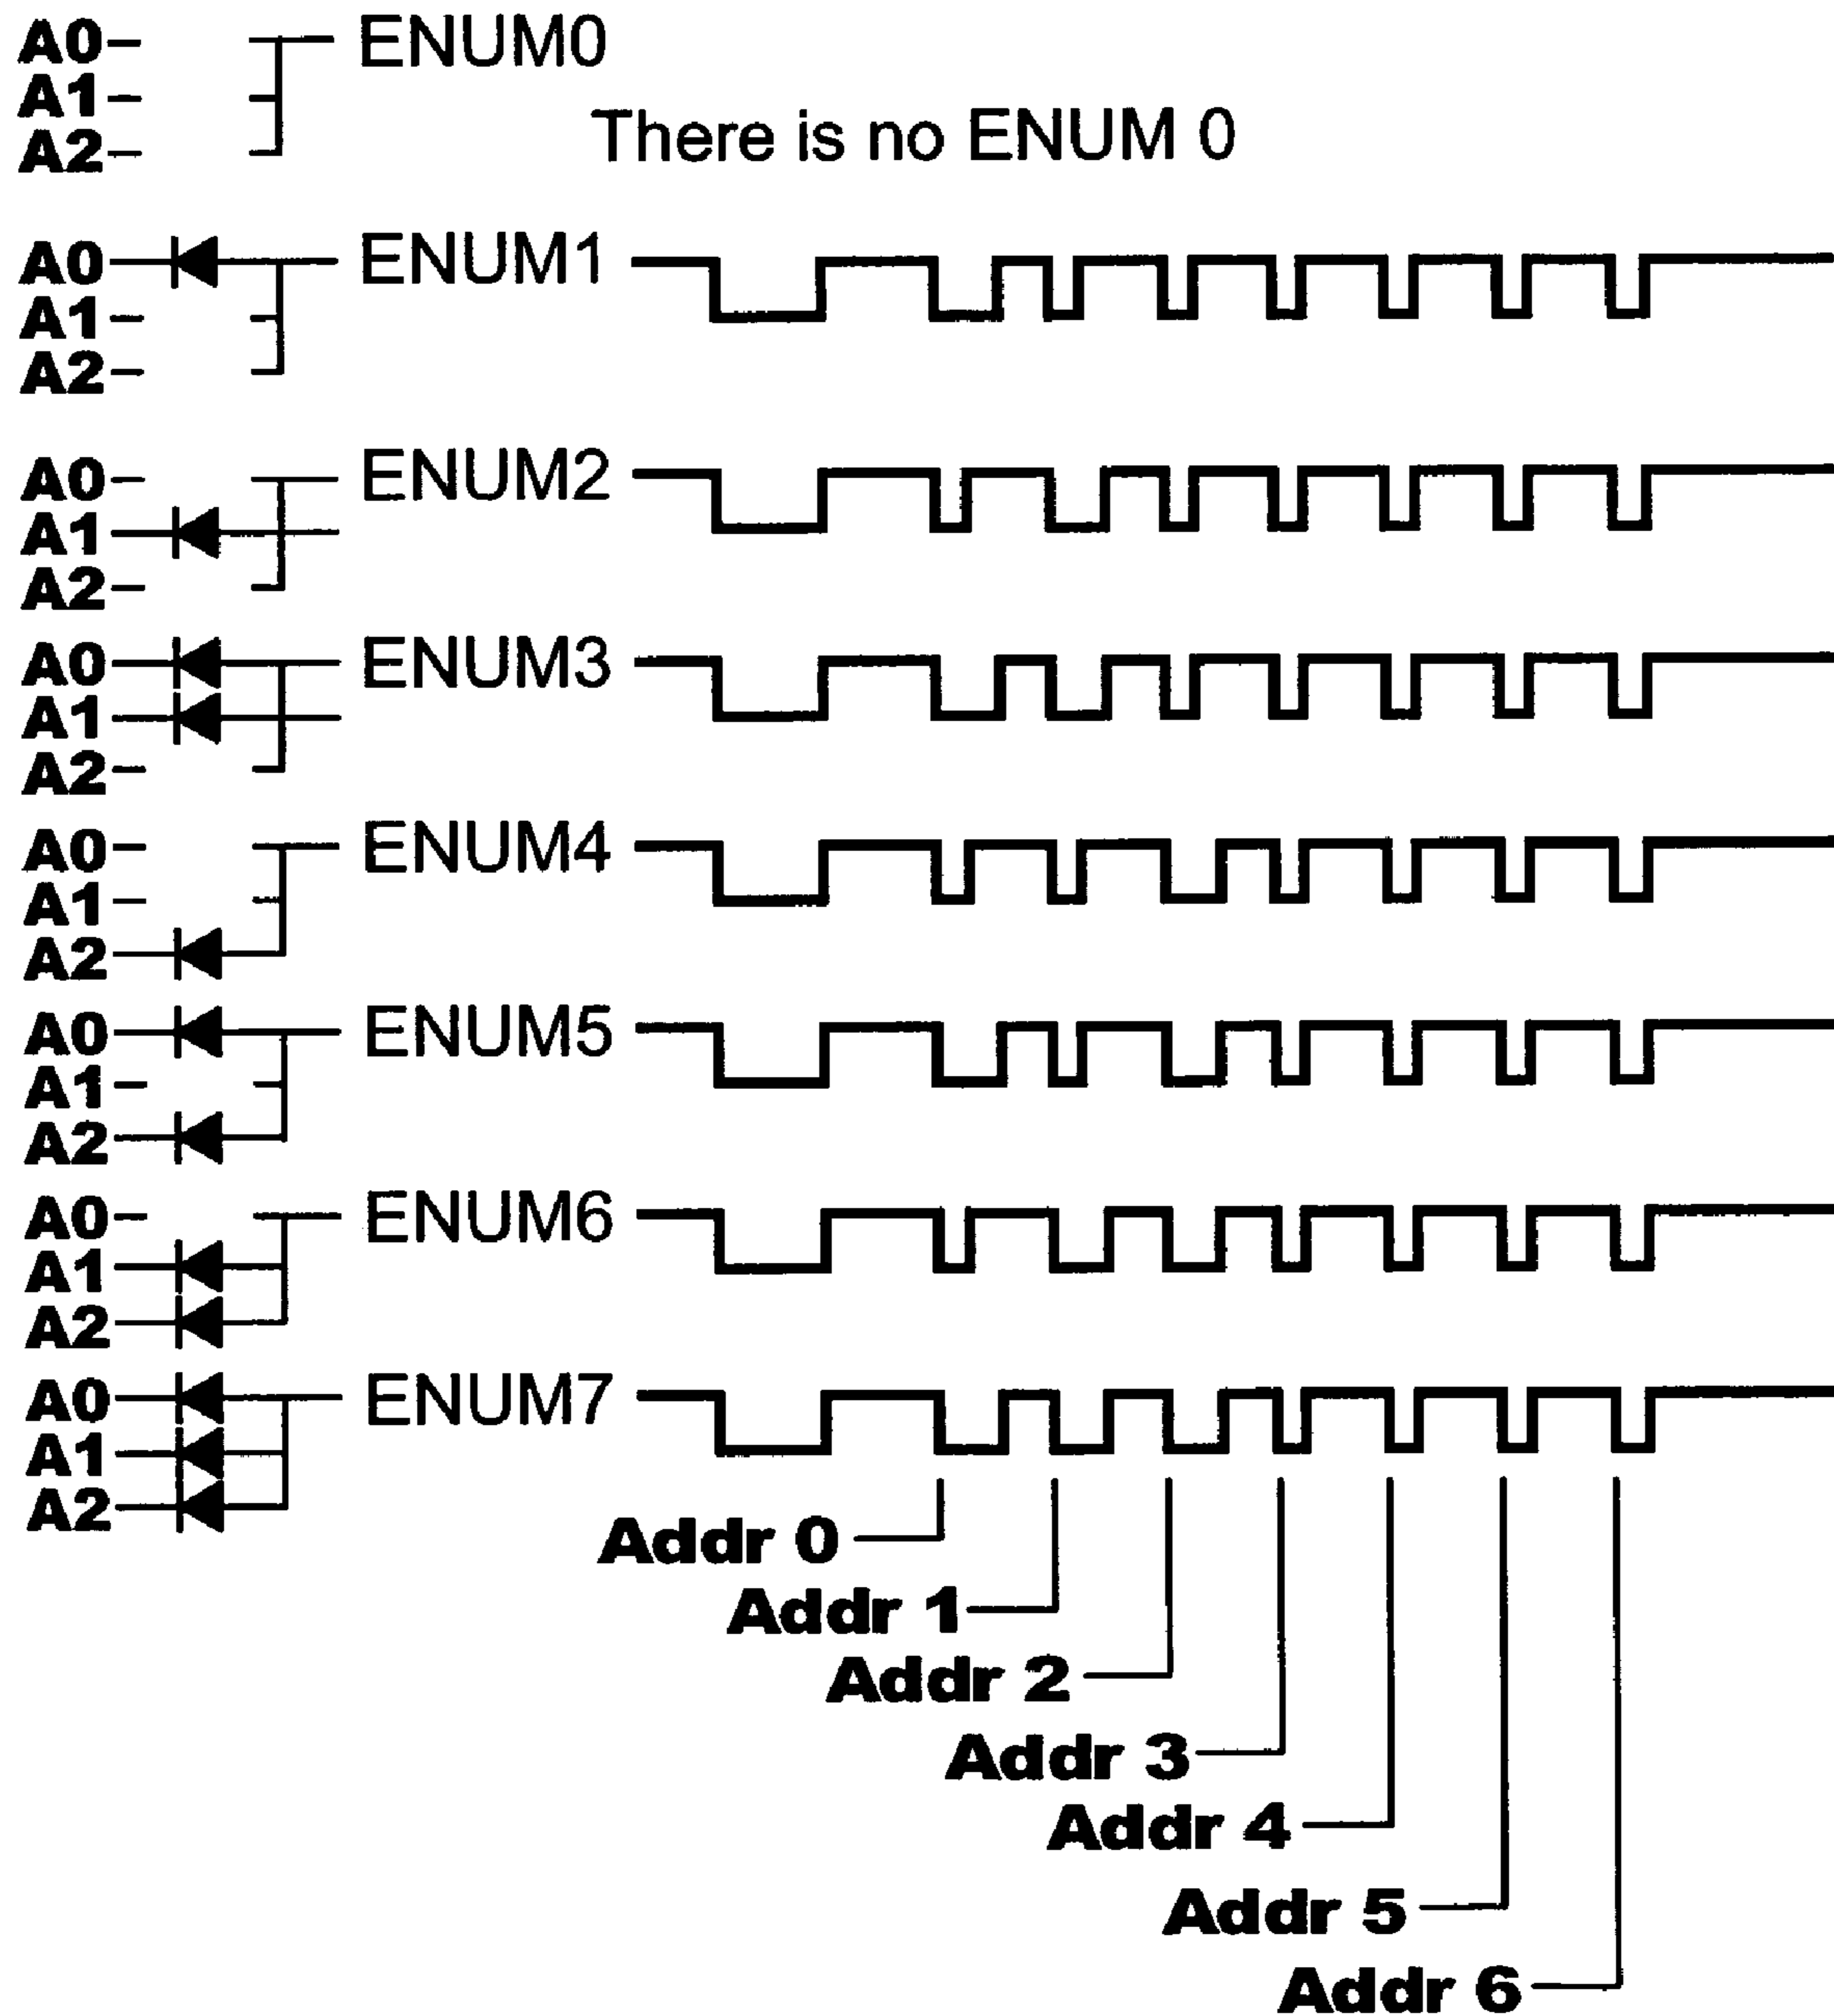 A0 ENUM0
A1
There is no ENUM 0
A2
A0 ENUM1
A1
A2
A0 ENUM2
A1
A2
A0 ENUM3
A1
A2
A0 ENUM4
A1
A2
A0 ENUM5
A1
A2
A0 ENUM6
A1
A2
A0 ENUM7
A1
A2
Addr 0
Addr 1
Addr 2
Addr 3
Addr 4
Addr 5
Addr 6